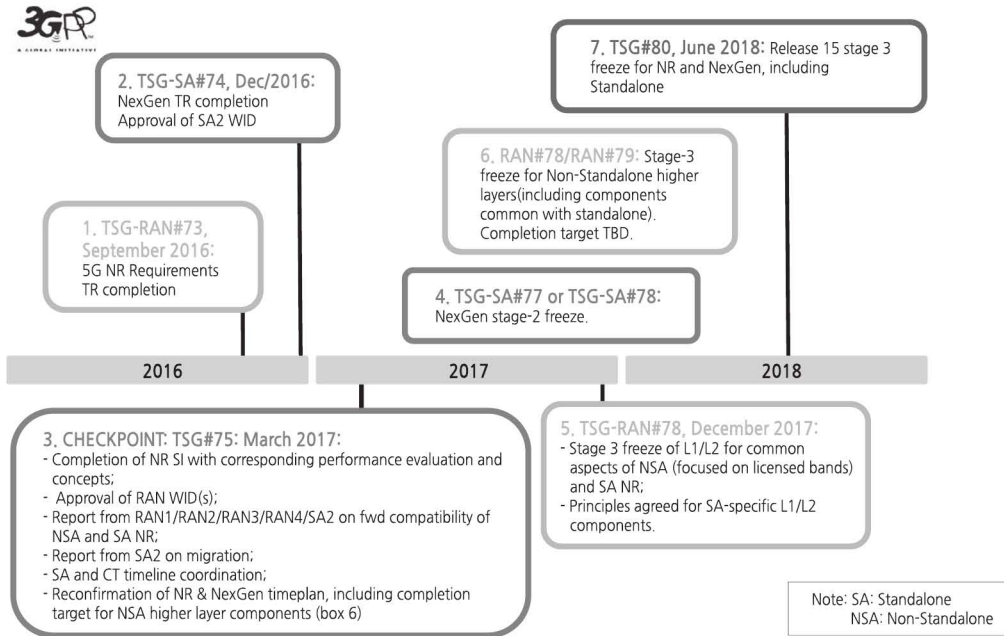 3GPP™
A GLOBAL INITIATIVE
2. TSG-SA#74, Dec/2016:
NexGen TR completion
Approval of SA2 WID
7. TSG#80, June 2018: Release 15 stage 3
freeze for NR and NexGen, including
Standalone
6. RAN#78/RAN#79: Stage-3
freeze for Non-Standalone higher
layers(including components
common with standalone).
Completion target TBD.
1. TSG-RAN#73,
September 2016:
5G NR Requirements
TR completion
4. TSG-SA#77 or TSG-SA#78:
NexGen stage-2 freeze.
2016
2017
2018
3. CHECKPOINT: TSG#75: March 2017:
- Completion of NR SI with corresponding performance evaluation and
concepts;
- Approval of RAN WID(s);
- Report from RAN1/RAN2/RAN3/RAN4/SA2 on fwd compatibility of
NSA and SA NR;
- Report from SA2 on migration;
- SA and CT timeline coordination;
- Reconfirmation of NR & NexGen timeplan, including completion
target for NSA higher layer components (box 6)
5. TSG-RAN#78, December 2017:
- Stage 3 freeze of L1/L2 for common
aspects of NSA (focused on licensed bands)
and SA NR;
- Principles agreed for SA-specific L1/L2
components.
Note: SA: Standalone
NSA: Non-Standalone